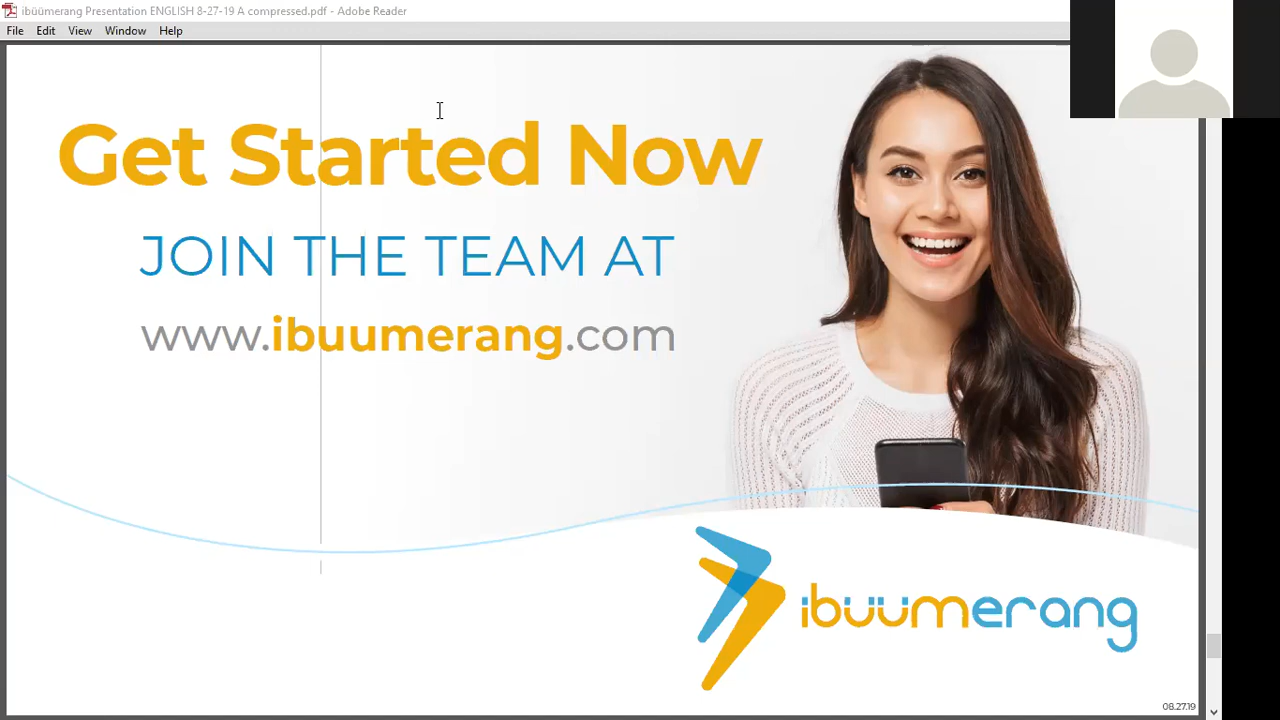 ibüümerang Presentation ENGLISH 8-27-19 A compressed.pdf - Adobe Reader
File Edit View Window Help
Get Started Now
JOIN THE TEAM AT
www.ibuumerang.com
ibüümerang
08.27.19